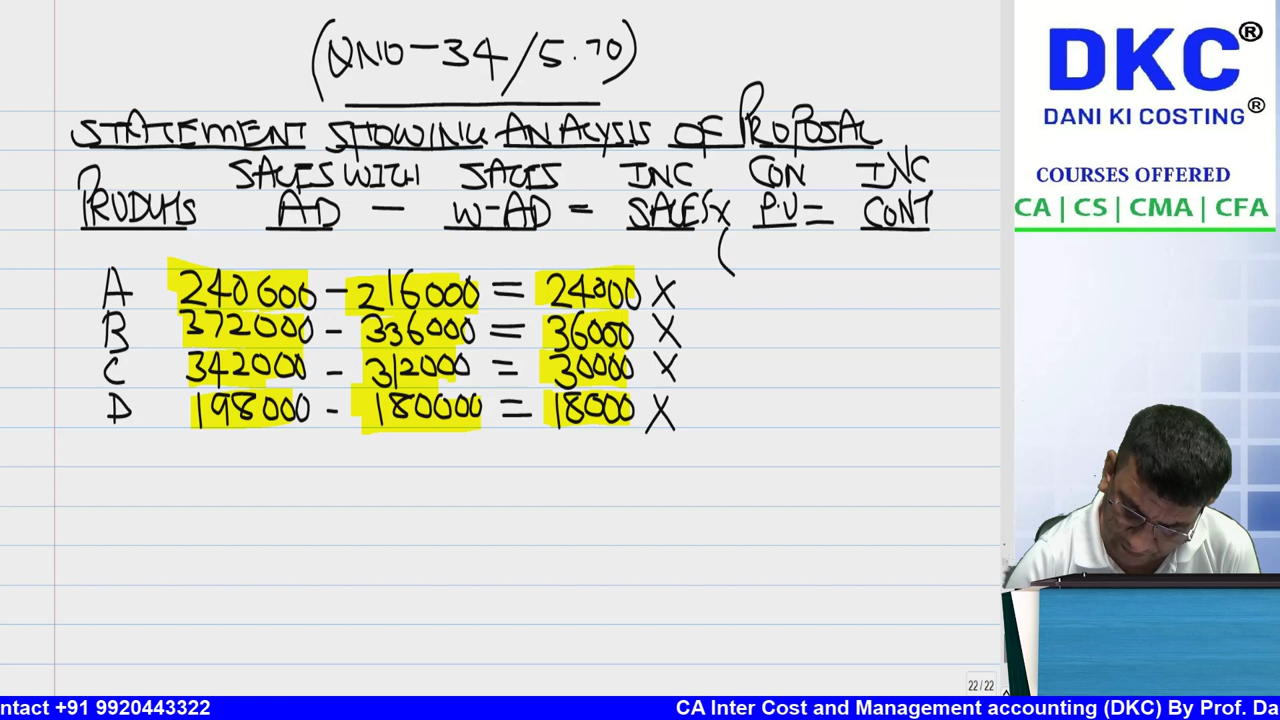 (QNO-34/5.70)
STATEMENT SHOWING ANALYSIS OF PROPOSAL
SALES WITH SALES INC CON INC
PRODUCTS AD - W-AD = SALES X P.U = CONT
(
A 240600 - 216000 = 24000 X
B 372000 - 336000 = 36000 X
C 342000 - 312000 = 30000 X
D 198000 - 180000 = 18000 X
DKC®
DANI KI COSTING®
COURSES OFFERED
CA | CS | CMA | CFA
22/22
ntact +91 9920443322 CA Inter Cost and Management accounting (DKC) By Prof. Da